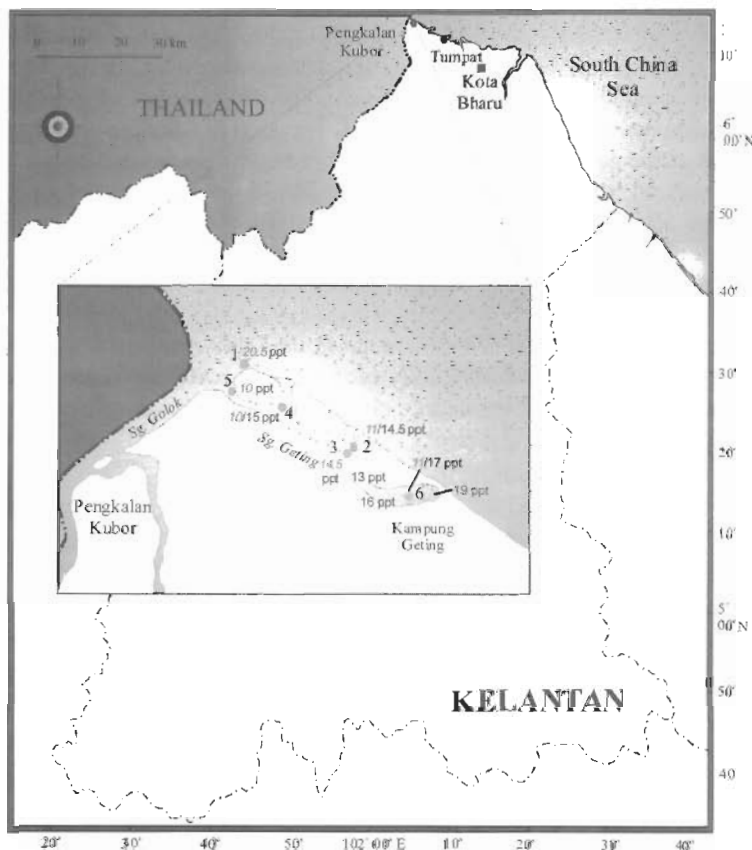 0 10 20 30 km
Pengkalan
Kubor
Tumpat
Kota
Bharu
South China
Sea
THAILAND
10'
6°
00' N
50'
40'
30'
20'
10'
5°
00' N
50'
40'
1
20.5 ppt
5
10 ppt
10/15 ppt
4
Sg. Golok
Sg. Geting
3
2
11/14.5 ppt
14.5
ppt
13 ppt
11/17 ppt
16 ppt
6
19 ppt
Pengkalan
Kubor
Kampung
Geting
KELANTAN
20' 30' 40' 50' 102°00' E 10' 20' 30' 40'